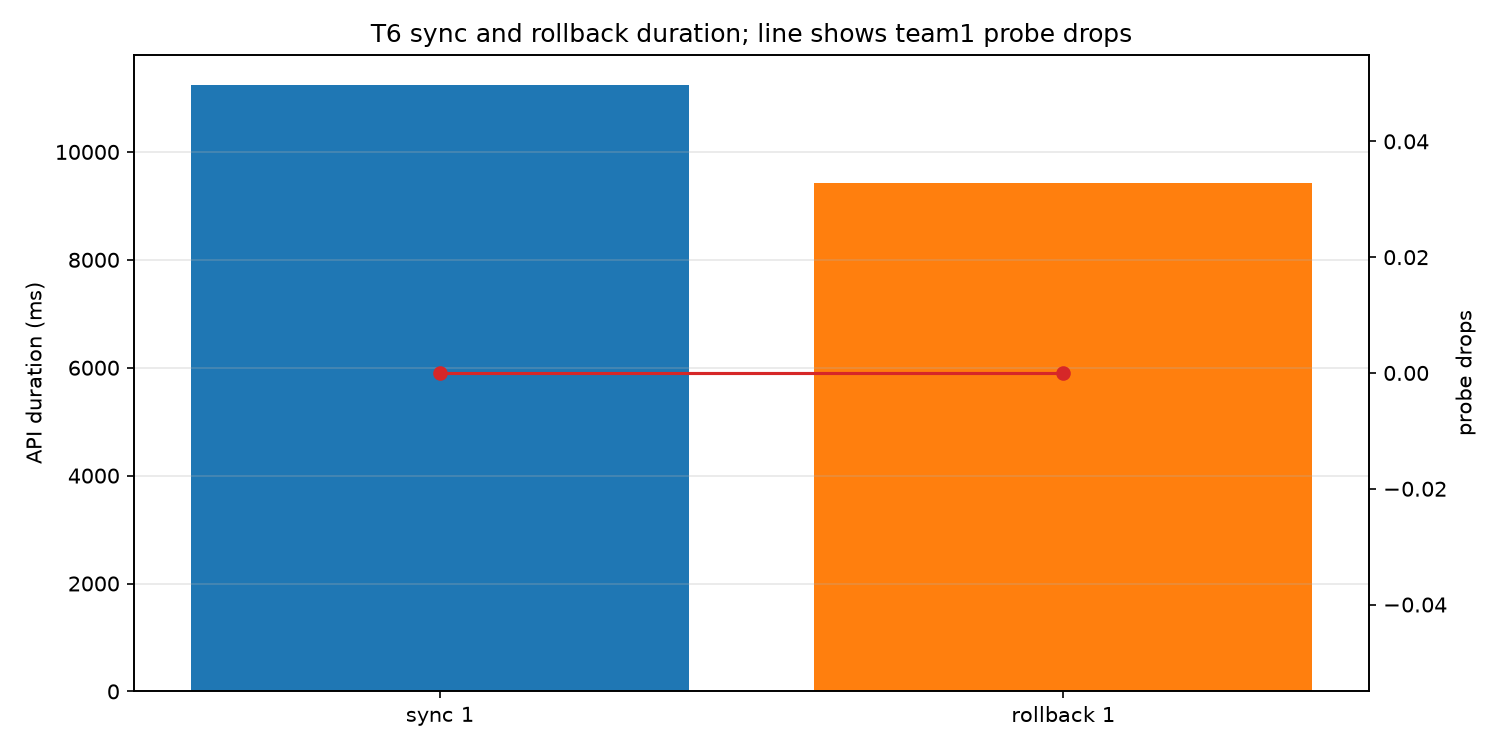 T6 sync and rollback duration; line shows team1 probe drops
API duration (ms)
10000
8000
6000
4000
2000
0
0.04
0.02
0.00
−0.02
−0.04
probe drops
sync 1
rollback 1